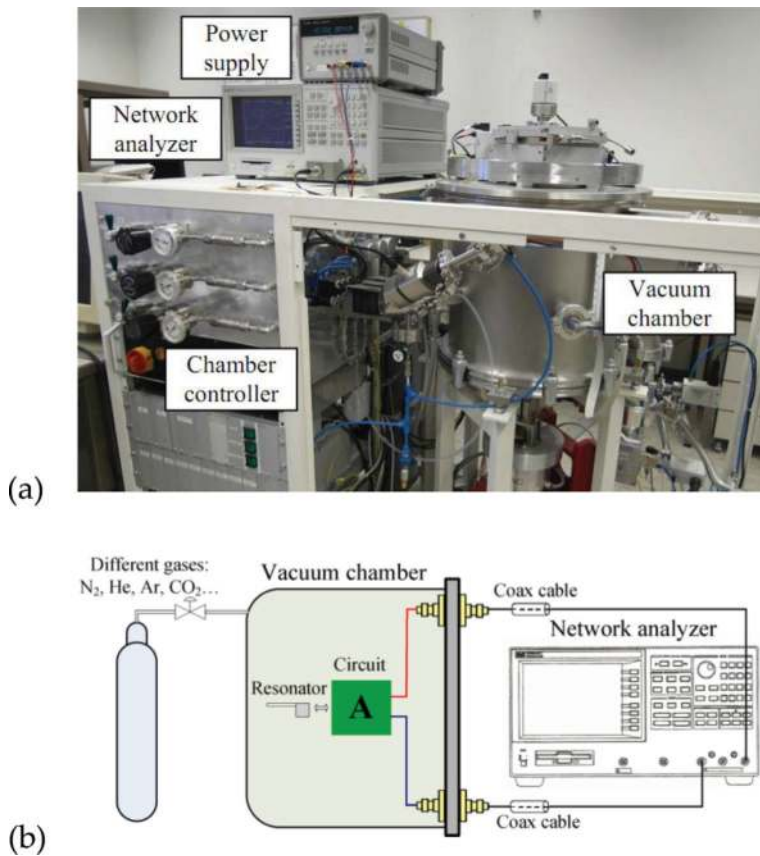 Power
supply
Network
analyzer
Vacuum
chamber
Chamber
controller
(a)
Different gases:
N₂, He, Ar, CO₂...
Vacuum chamber
Coax cable
Network analyzer
Circuit
Resonator
A
Coax cable
(b)